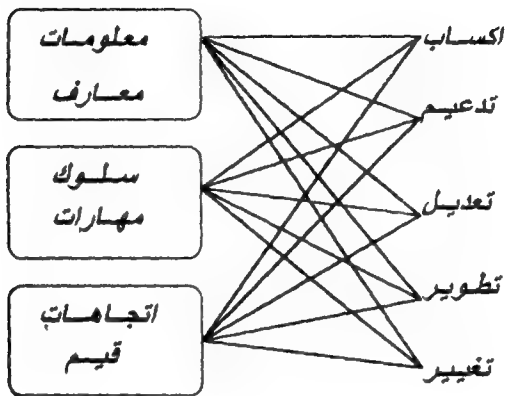 اكساب
تدعيم
تعديل
تطوير
تغيير
معلومات
معارف
سلوك
مهارات
اتجاهات
قيم